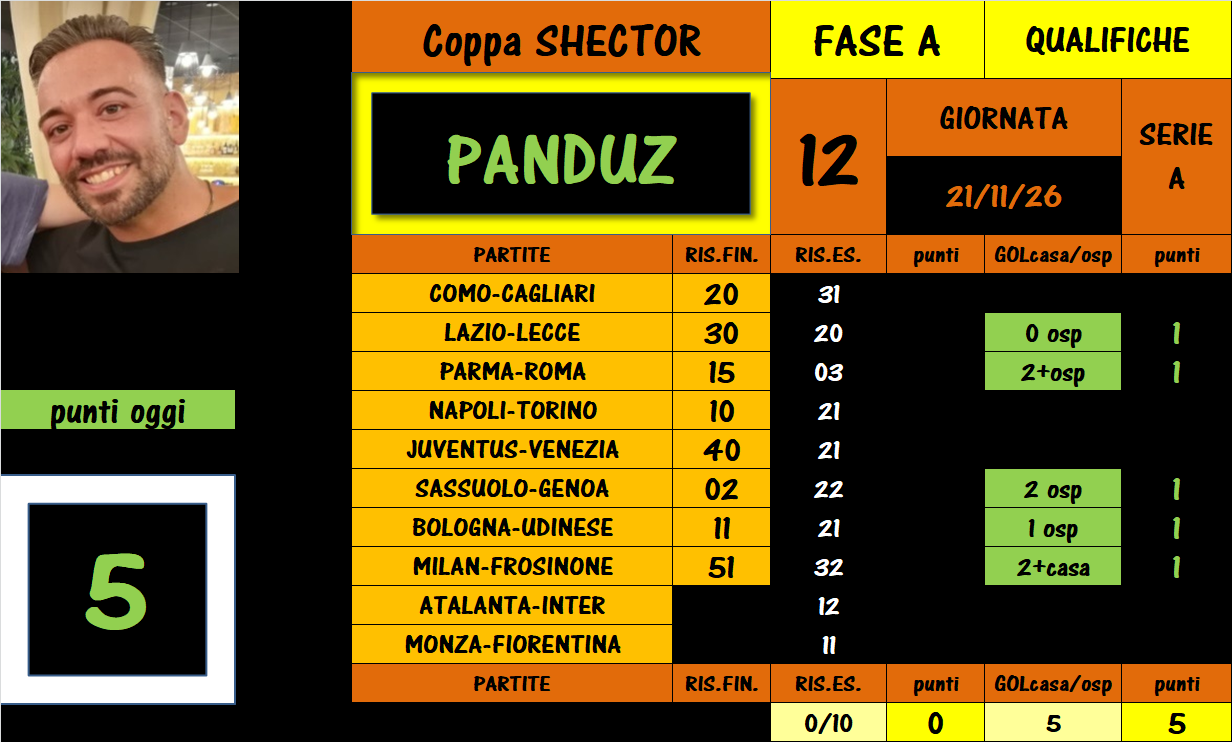 Coppa SHECTOR FASE A QUALIFICHE
PANDUZ 12 GIORNATA SERIE A
21/11/26
PARTITE RIS.FIN. RIS.ES. punti GOLcasa/osp punti
COMO-CAGLIARI 20 31
LAZIO-LECCE 30 20 0 osp 1
PARMA-ROMA 15 03 2+osp 1
NAPOLI-TORINO 10 21
JUVENTUS-VENEZIA 40 21
SASSUOLO-GENOA 02 22 2 osp 1
BOLOGNA-UDINESE 11 21 1 osp 1
MILAN-FROSINONE 51 32 2+casa 1
ATALANTA-INTER 12
MONZA-FIORENTINA 11
PARTITE RIS.FIN. RIS.ES. punti GOLcasa/osp punti
0/10 0 5 5
punti oggi
5